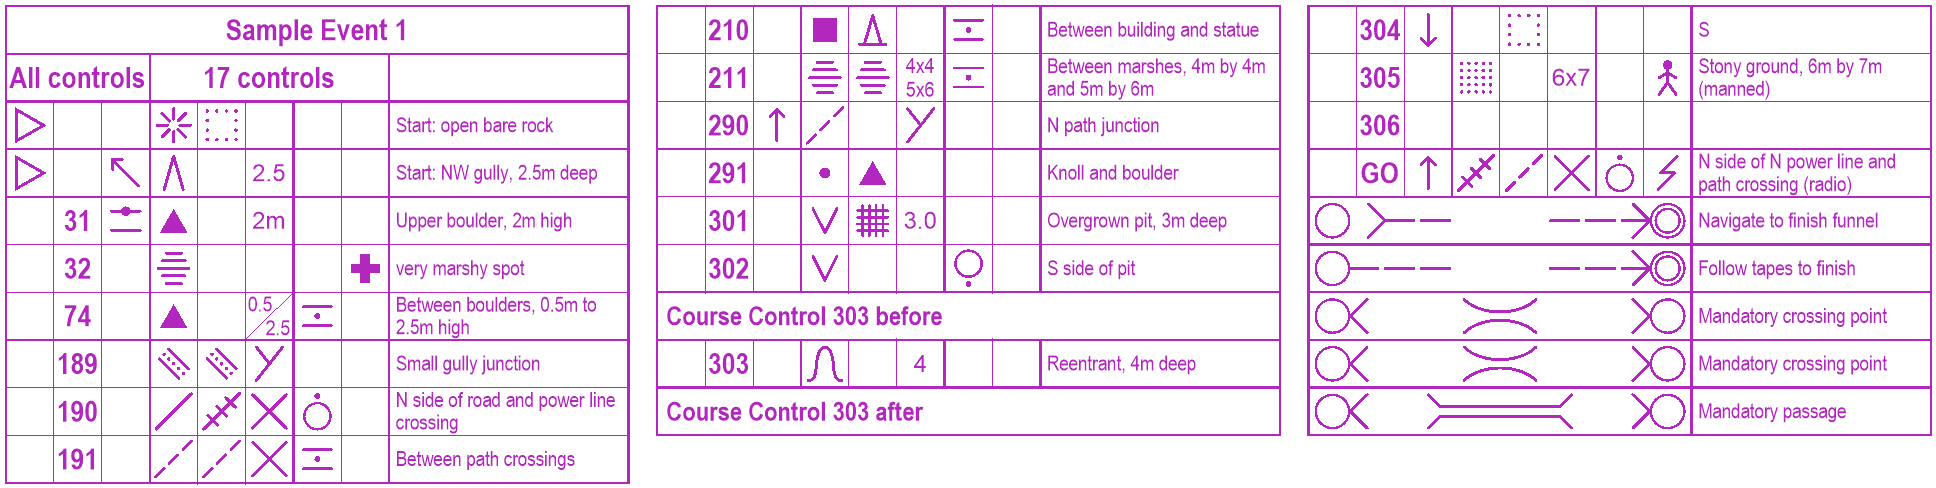 Sample Event 1
All controls 17 controls
Start: open bare rock
2.5 Start: NW gully, 2.5m deep
31 2m Upper boulder, 2m high
32 very marshy spot
74 0.5 2.5 Between boulders, 0.5m to
2.5m high
189 Small gully junction
190 N side of road and power line
crossing
191 Between path crossings
210 Between building and statue
211 4x4 5x6 Between marshes, 4m by 4m
and 5m by 6m
290 N path junction
291 Knoll and boulder
301 3.0 Overgrown pit, 3m deep
302 S side of pit
Course Control 303 before
303 4 Reentrant, 4m deep
Course Control 303 after
304 S
305 6x7 Stony ground, 6m by 7m
(manned)
306
GO N side of N power line and
path crossing (radio)
Navigate to finish funnel
Follow tapes to finish
Mandatory crossing point
Mandatory crossing point
Mandatory passage